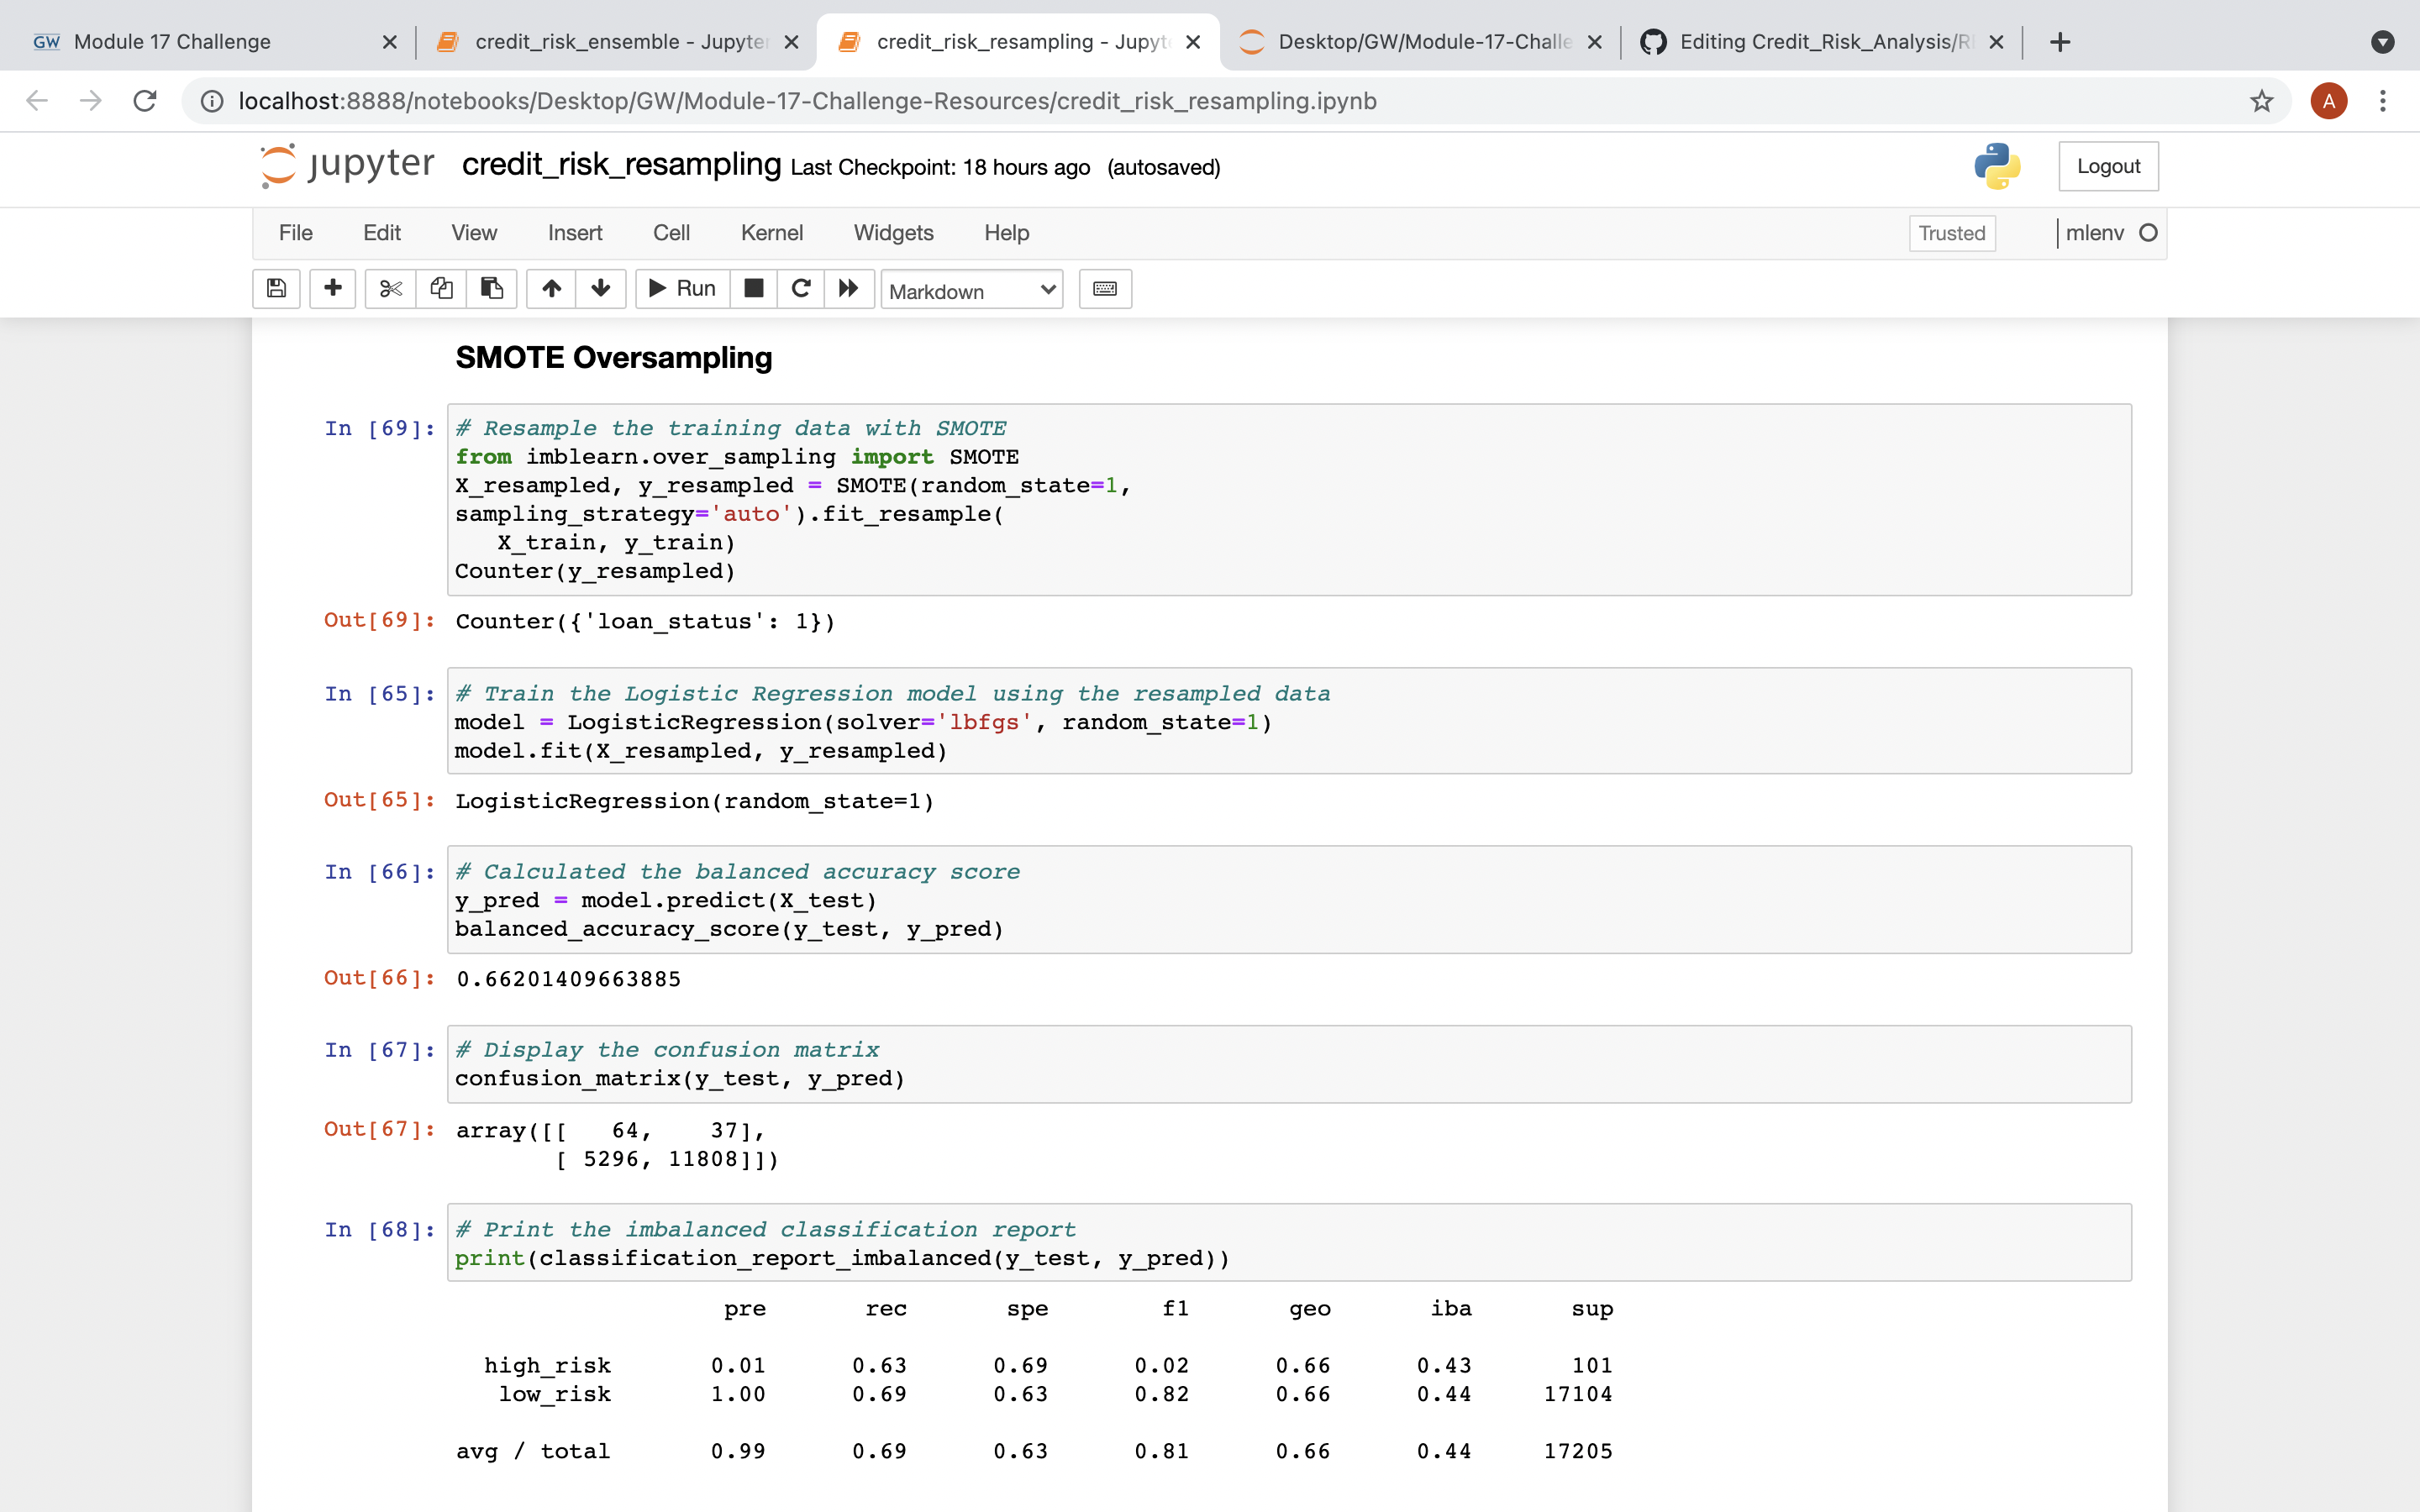 GW Module 17 Challenge
credit_risk_ensemble - Jupyter
credit_risk_resampling - Jupyt
Desktop/GW/Module-17-Challe
Editing Credit_Risk_Analysis/R
localhost:8888/notebooks/Desktop/GW/Module-17-Challenge-Resources/credit_risk_resampling.ipynb
A
jupyter credit_risk_resampling Last Checkpoint: 18 hours ago (autosaved)
Logout
File Edit View Insert Cell Kernel Widgets Help
Trusted
mlenv
Run
Markdown
SMOTE Oversampling
In [69]: # Resample the training data with SMOTE
from imblearn.over_sampling import SMOTE
X_resampled, y_resampled = SMOTE(random_state=1,
sampling_strategy='auto').fit_resample(
X_train, y_train)
Counter(y_resampled)
Out[69]: Counter({'loan_status': 1})
In [65]: # Train the Logistic Regression model using the resampled data
model = LogisticRegression(solver='lbfgs', random_state=1)
model.fit(X_resampled, y_resampled)
Out[65]: LogisticRegression(random_state=1)
In [66]: # Calculated the balanced accuracy score
y_pred = model.predict(X_test)
balanced_accuracy_score(y_test, y_pred)
Out[66]: 0.66201409663885
In [67]: # Display the confusion matrix
confusion_matrix(y_test, y_pred)
Out[67]: array([[ 64, 37],
[ 5296, 11808]])
In [68]: # Print the imbalanced classification report
print(classification_report_imbalanced(y_test, y_pred))
pre rec spe f1 geo iba sup
high_risk 0.01 0.63 0.69 0.02 0.66 0.43 101
low_risk 1.00 0.69 0.63 0.82 0.66 0.44 17104
avg / total 0.99 0.69 0.63 0.81 0.66 0.44 17205